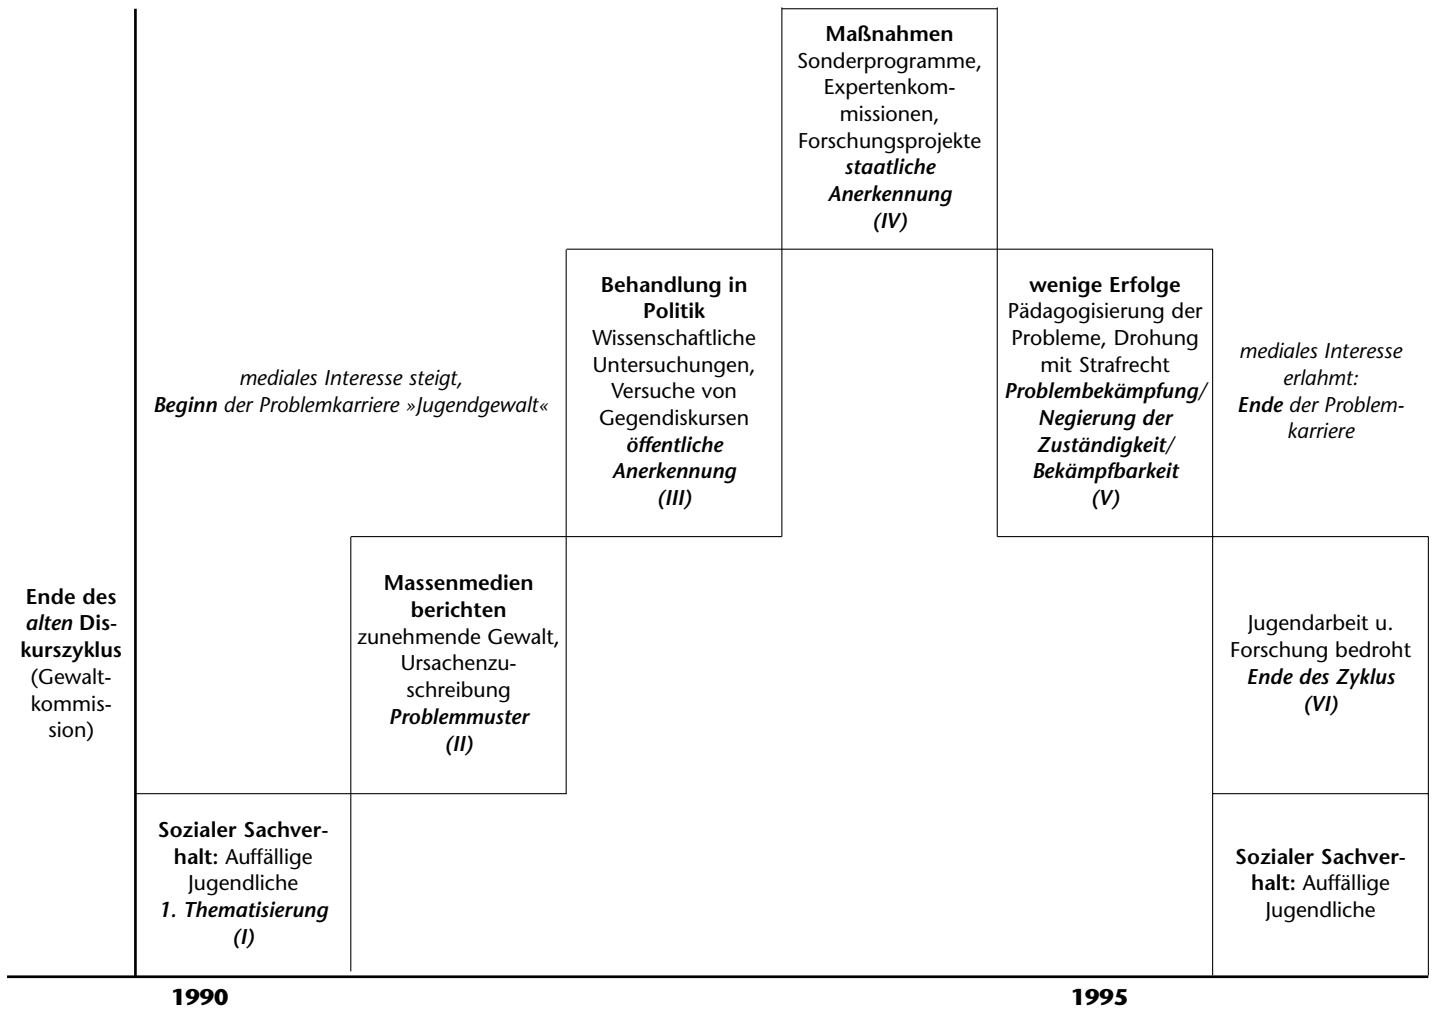 Ende des
alten Dis-
kurszyklus
(Gewalt-
kommis-
sion)
mediales Interesse steigt,
Beginn der Problemkarriere »Jugendgewalt«
Sozialer Sachver-
halt: Auffällige
Jugendliche
1. Thematisierung
(I)
Massenmedien
berichten
zunehmende Gewalt,
Ursachenzu-
schreibung
Problemmuster
(II)
Behandlung in
Politik
Wissenschaftliche
Untersuchungen,
Versuche von
Gegendiskursen
öffentliche
Anerkennung
(III)
Maßnahmen
Sonderprogramme,
Expertenkom-
missionen,
Forschungsprojekte
staatliche
Anerkennung
(IV)
wenige Erfolge
Pädagogisierung der
Probleme, Drohung
mit Strafrecht
Problembekämpfung/
Negierung der
Zuständigkeit/
Bekämpfbarkeit
(V)
mediales Interesse
erlahmt:
Ende der Problem-
karriere
Jugendarbeit u.
Forschung bedroht
Ende des Zyklus
(VI)
Sozialer Sachver-
halt: Auffällige
Jugendliche
1990
1995